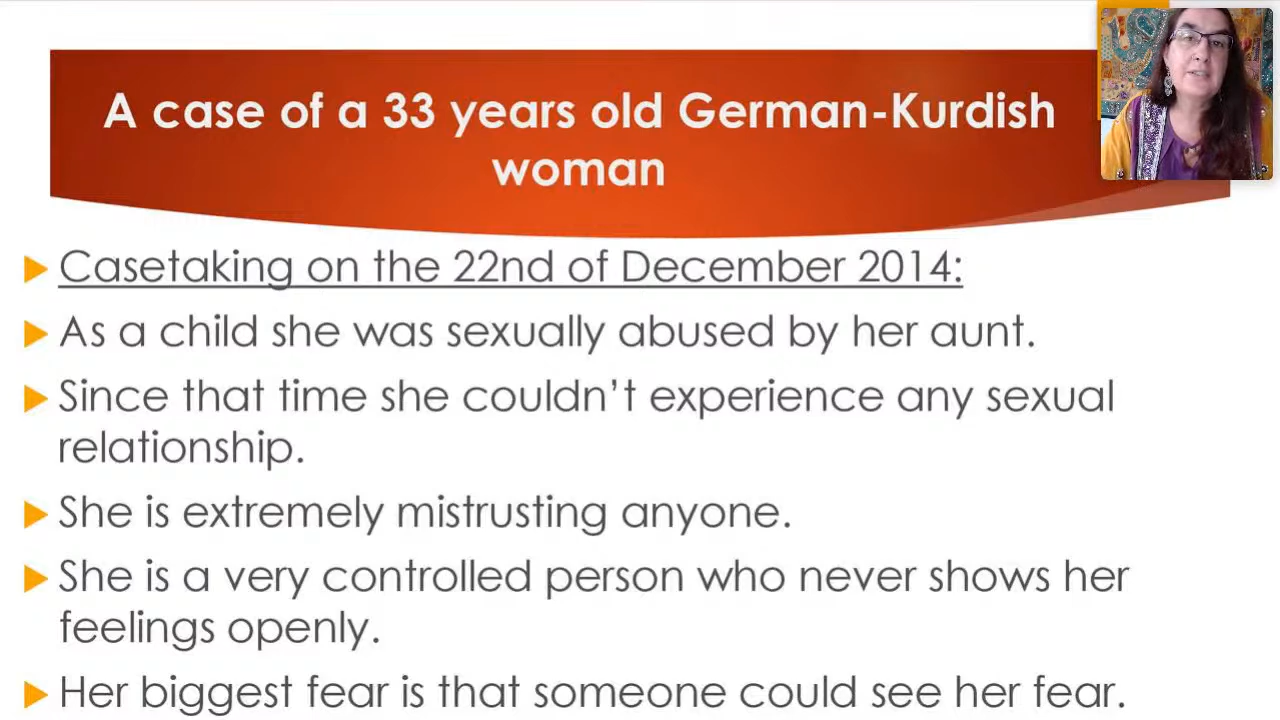 A case of a 33 years old German-Kurdish
woman
Casetaking on the 22nd of December 2014:
As a child she was sexually abused by her aunt.
Since that time she couldn't experience any sexual
relationship.
She is extremely mistrusting anyone.
She is a very controlled person who never shows her
feelings openly.
Her biggest fear is that someone could see her fear.